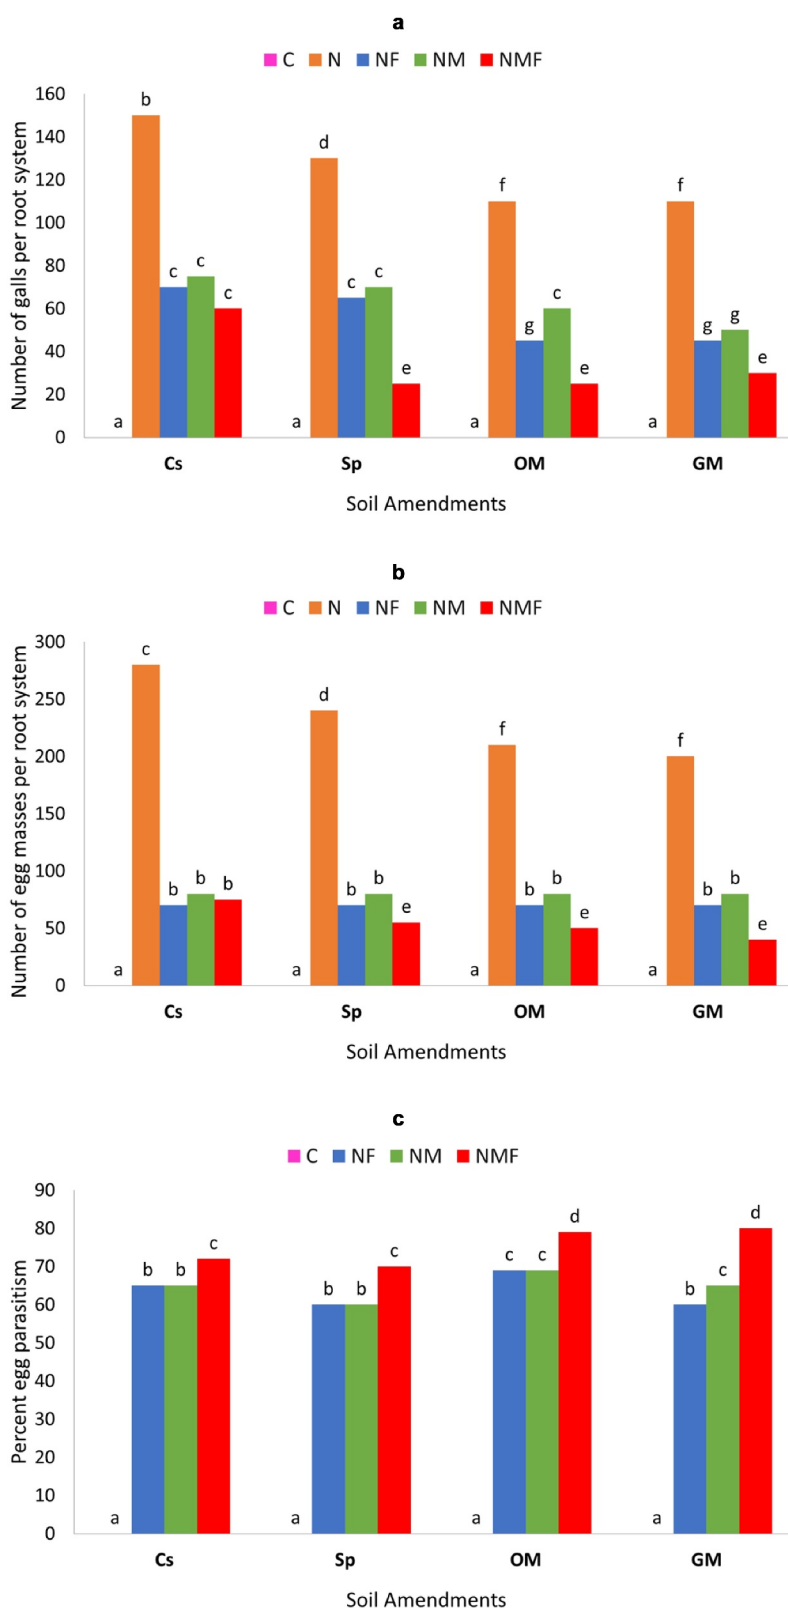 a
C N NF NM NMF
Number of galls per root system
160
140
120
100
80
60
40
20
0
a b c c c
a d c c e
a f g c e
a f g g e
Cs Sp OM GM
Soil Amendments
b
C N NF NM NMF
Number of egg masses per root system
300
250
200
150
100
50
0
a c b b b
a d b b e
a f b b e
a f b b e
Cs Sp OM GM
Soil Amendments
c
C NF NM NMF
Percent egg parasitism
90
80
70
60
50
40
30
20
10
0
a b b c
a b b c
a c c d
a b c d
Cs Sp OM GM
Soil Amendments